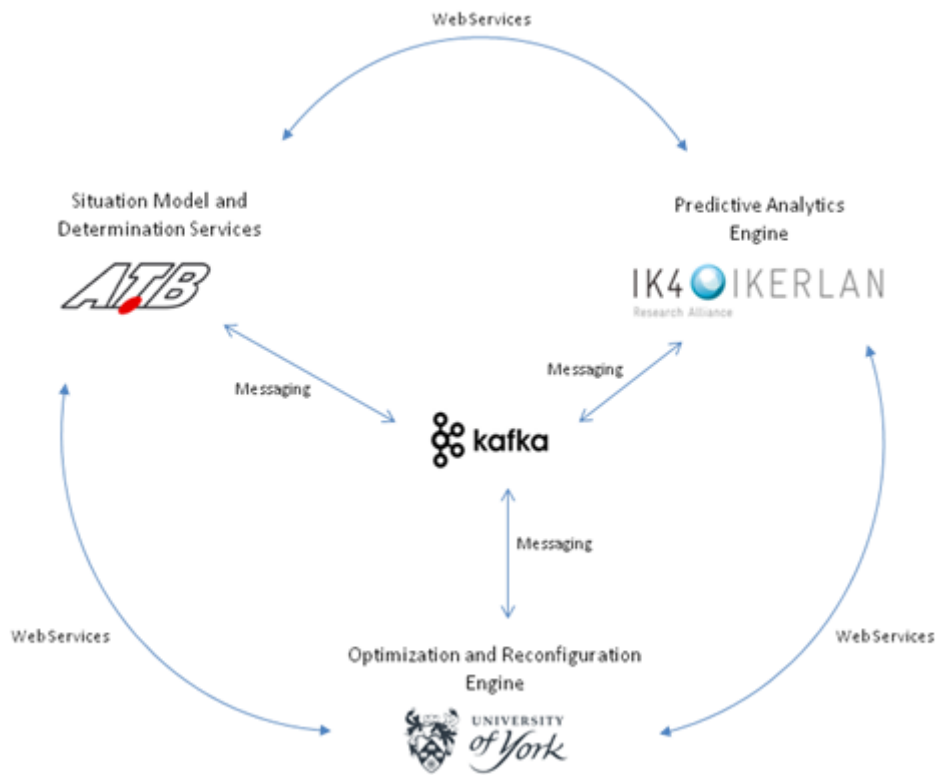 WebServices
Situation Model and
Determination Services
ATB
Predictive Analytics
Engine
IK4 IKERLAN
Research Alliance
Messaging
Messaging
kafka
Messaging
WebServices
WebServices
Optimization and Reconfiguration
Engine
UNIVERSITY
of York